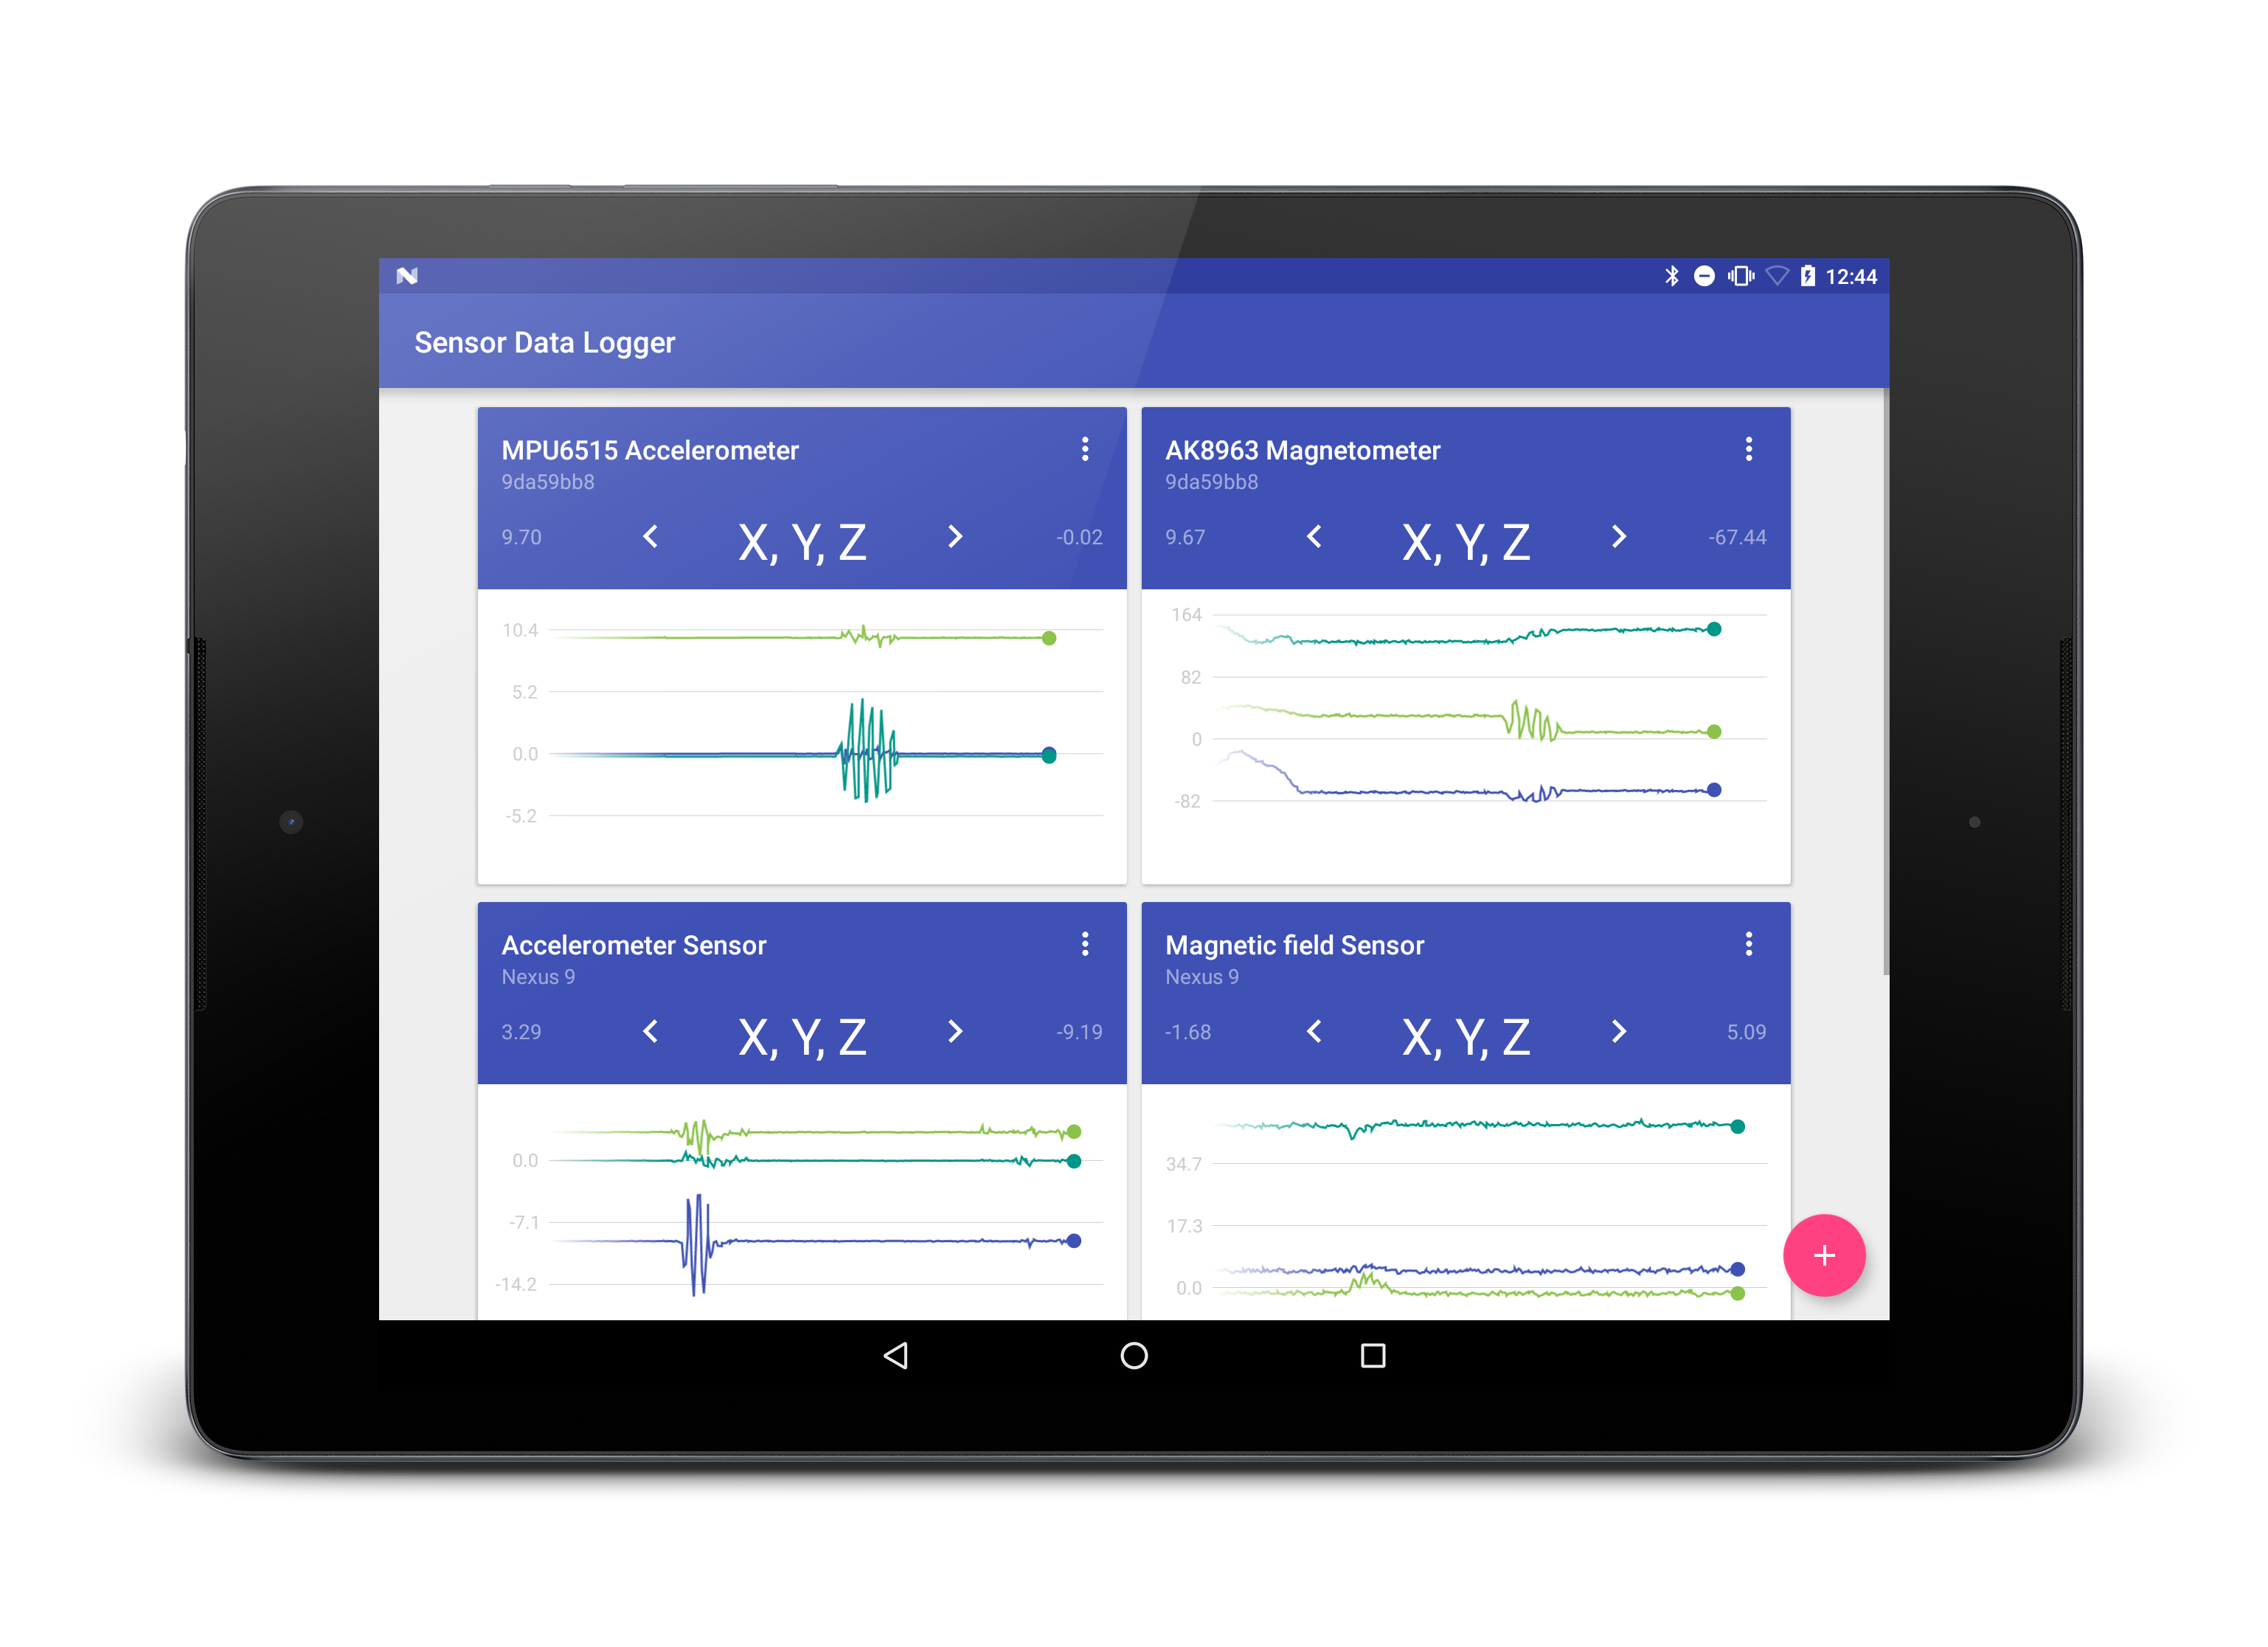 12:44
Sensor Data Logger
MPU6515 Accelerometer
9da59bb8
9.70 X, Y, Z -0.02
10.4
5.2
0.0
-5.2
AK8963 Magnetometer
9da59bb8
9.67 X, Y, Z -67.44
164
82
0
-82
Accelerometer Sensor
Nexus 9
3.29 X, Y, Z -9.19
0.0
-7.1
-14.2
Magnetic field Sensor
Nexus 9
-1.68 X, Y, Z 5.09
34.7
17.3
0.0